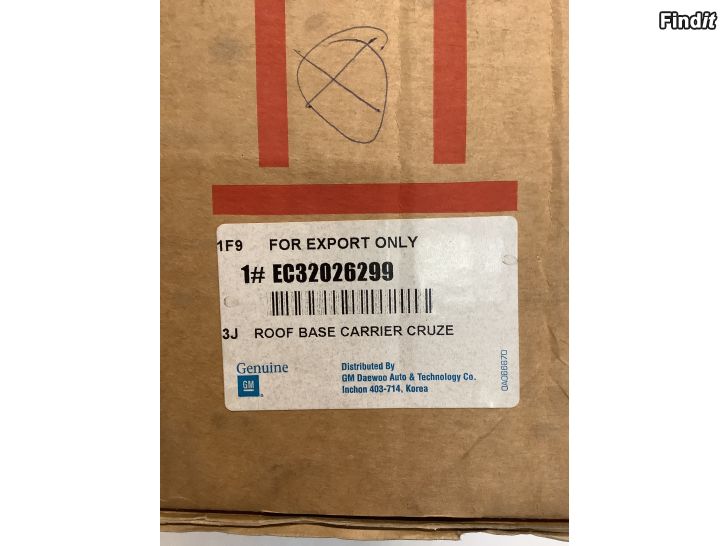 Findit
1F9 FOR EXPORT ONLY
1# EC32026299
3J ROOF BASE CARRIER CRUZE
Genuine
GM
Distributed By
GM Daewoo Auto & Technology Co.
Inchon 403-714, Korea